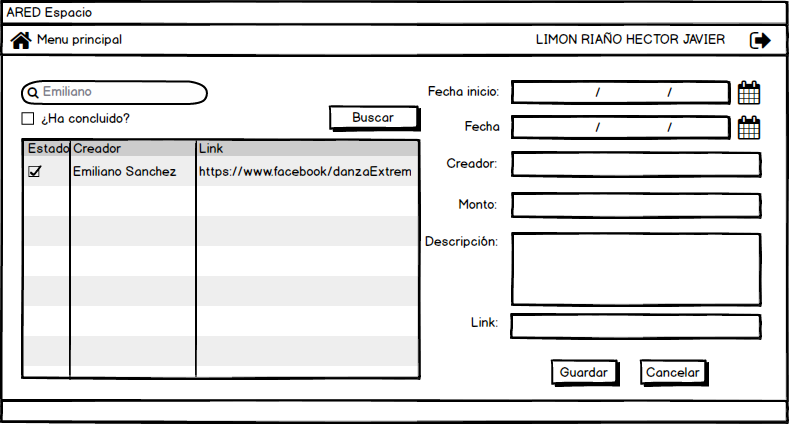 ARED Espacio
Menu principal
LIMON RIAÑO HECTOR JAVIER
Emiliano
¿Ha concluido?
Buscar
Estado Creador Link
Emiliano Sanchez https://www.facebook/danzaExtrem
Fecha inicio: / /
Fecha / /
Creador:
Monto:
Descripción:
Link:
Guardar Cancelar